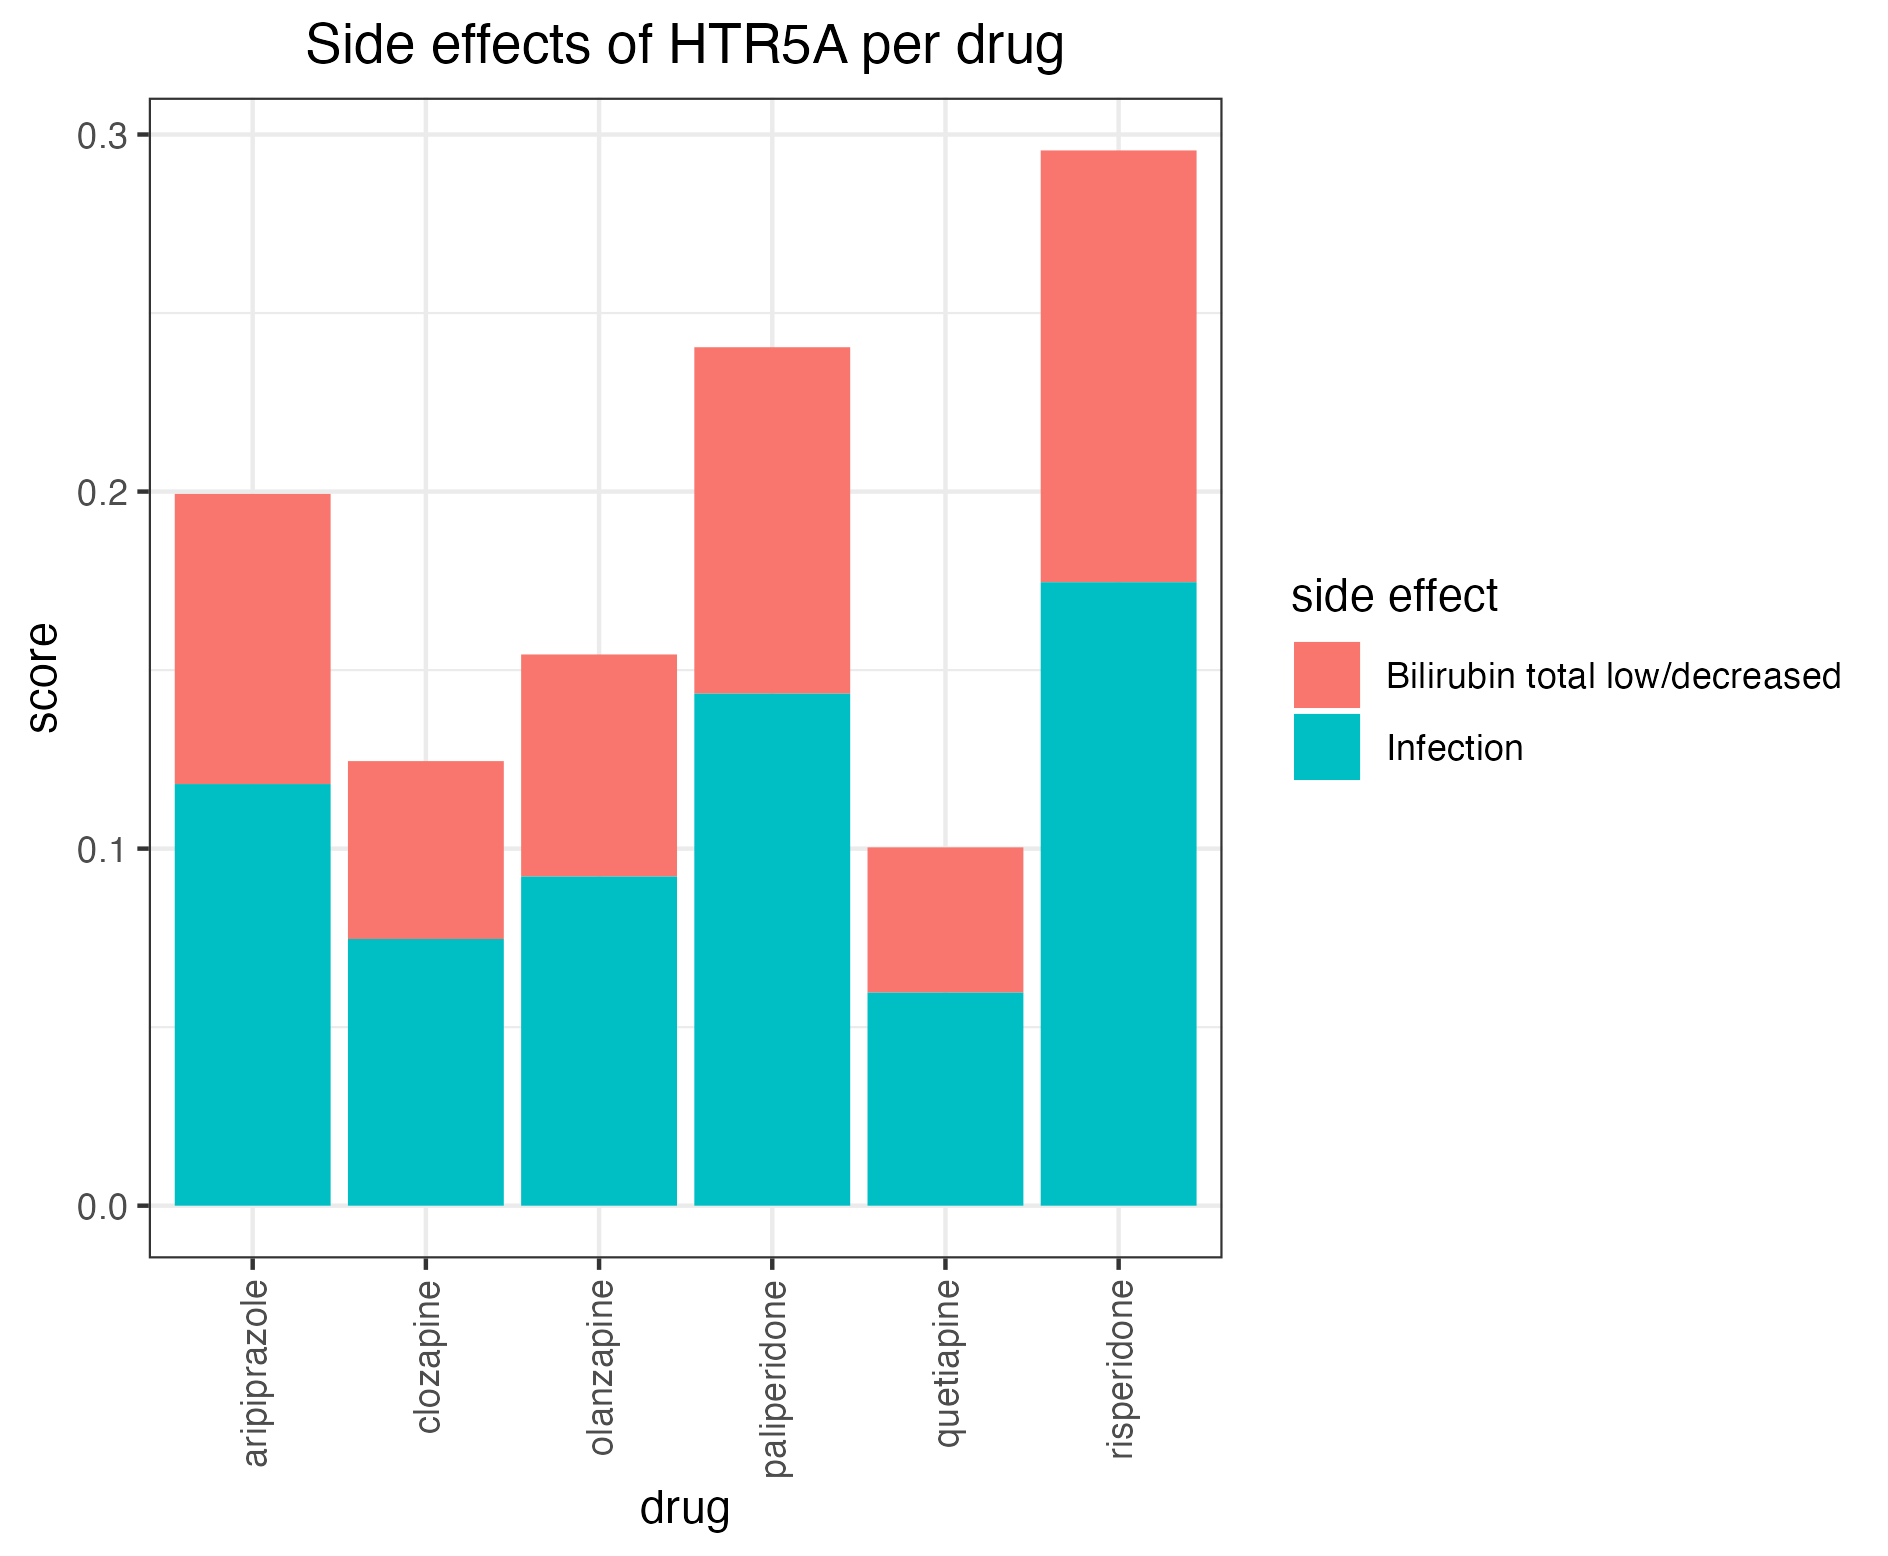 Side effects of HTR5A per drug
0.3
0.2
0.1
0.0
score
aripiprazole
clozapine
olanzapine
paliperidone
quetiapine
risperidone
drug
side effect
Bilirubin total low/decreased
Infection